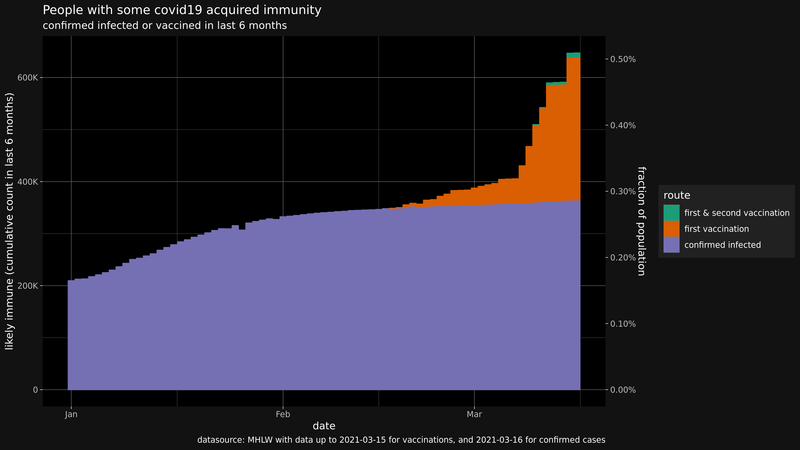 People with some covid19 acquired immunity
confirmed infected or vaccined in last 6 months
likely immune (cumulative count in last 6 months)
600K
400K
200K
0
Jan
Feb
Mar
date
0.50%
0.40%
0.30%
0.20%
0.10%
0.00%
fraction of population
route
first & second vaccination
first vaccination
confirmed infected
datasource: MHLW with data up to 2021-03-15 for vaccinations, and 2021-03-16 for confirmed cases